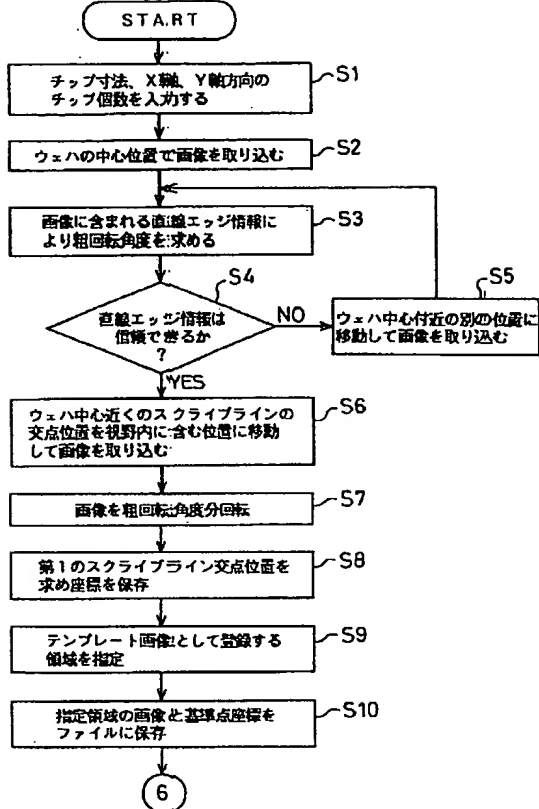 START
チップ寸法、X軸、Y軸方向の
チップ個数を入力する
S1
ウェハの中心位置で画像を取り込む
S2
画像に含まれる直線エッジ情報に
より粗回転角度を求める
S3
直線エッジ情報は
信頼できるか
?
S4
NO
YES
ウェハ中心付近の別の位置に
移動して画像を取り込む
S5
ウェハ中心近くのスクライブラインの
交点位置を視野内に含む位置に移動
して画像を取り込む
S6
画像を粗回転角度分回転
S7
第1のスクライブライン交点位置を
求め座標を保存
S8
テンプレート画像として登録する
領域を指定
S9
指定領域の画像と基準点座標を
ファイルに保存
S10
6